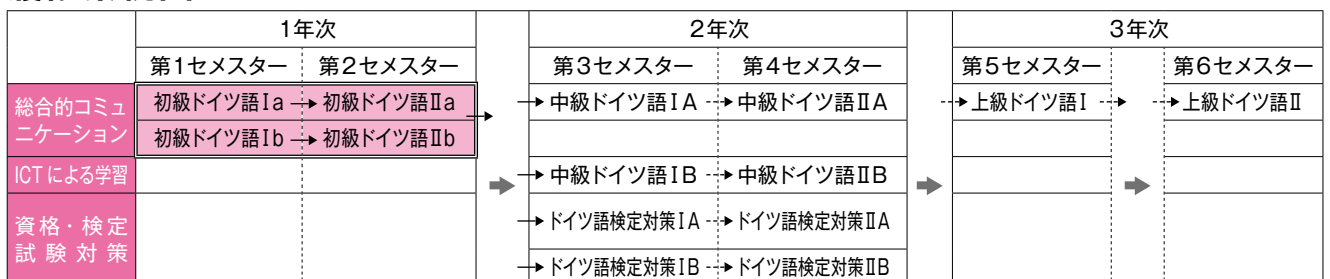 1年次 2年次 3年次
第1セメスター 第2セメスター 第3セメスター 第4セメスター 第5セメスター 第6セメスター
総合的コミュ
ニケーション
初級ドイツ語Ⅰa → 初級ドイツ語Ⅱa → → 中級ドイツ語ⅠA → 中級ドイツ語ⅡA → 上級ドイツ語Ⅰ → → 上級ドイツ語Ⅱ
初級ドイツ語Ⅰb → 初級ドイツ語Ⅱb
ICTによる学習 → 中級ドイツ語ⅠB → 中級ドイツ語ⅡB
資格・検定
試験対策
→ ドイツ語検定対策ⅠA → ドイツ語検定対策ⅡA
→ ドイツ語検定対策ⅠB → ドイツ語検定対策ⅡB